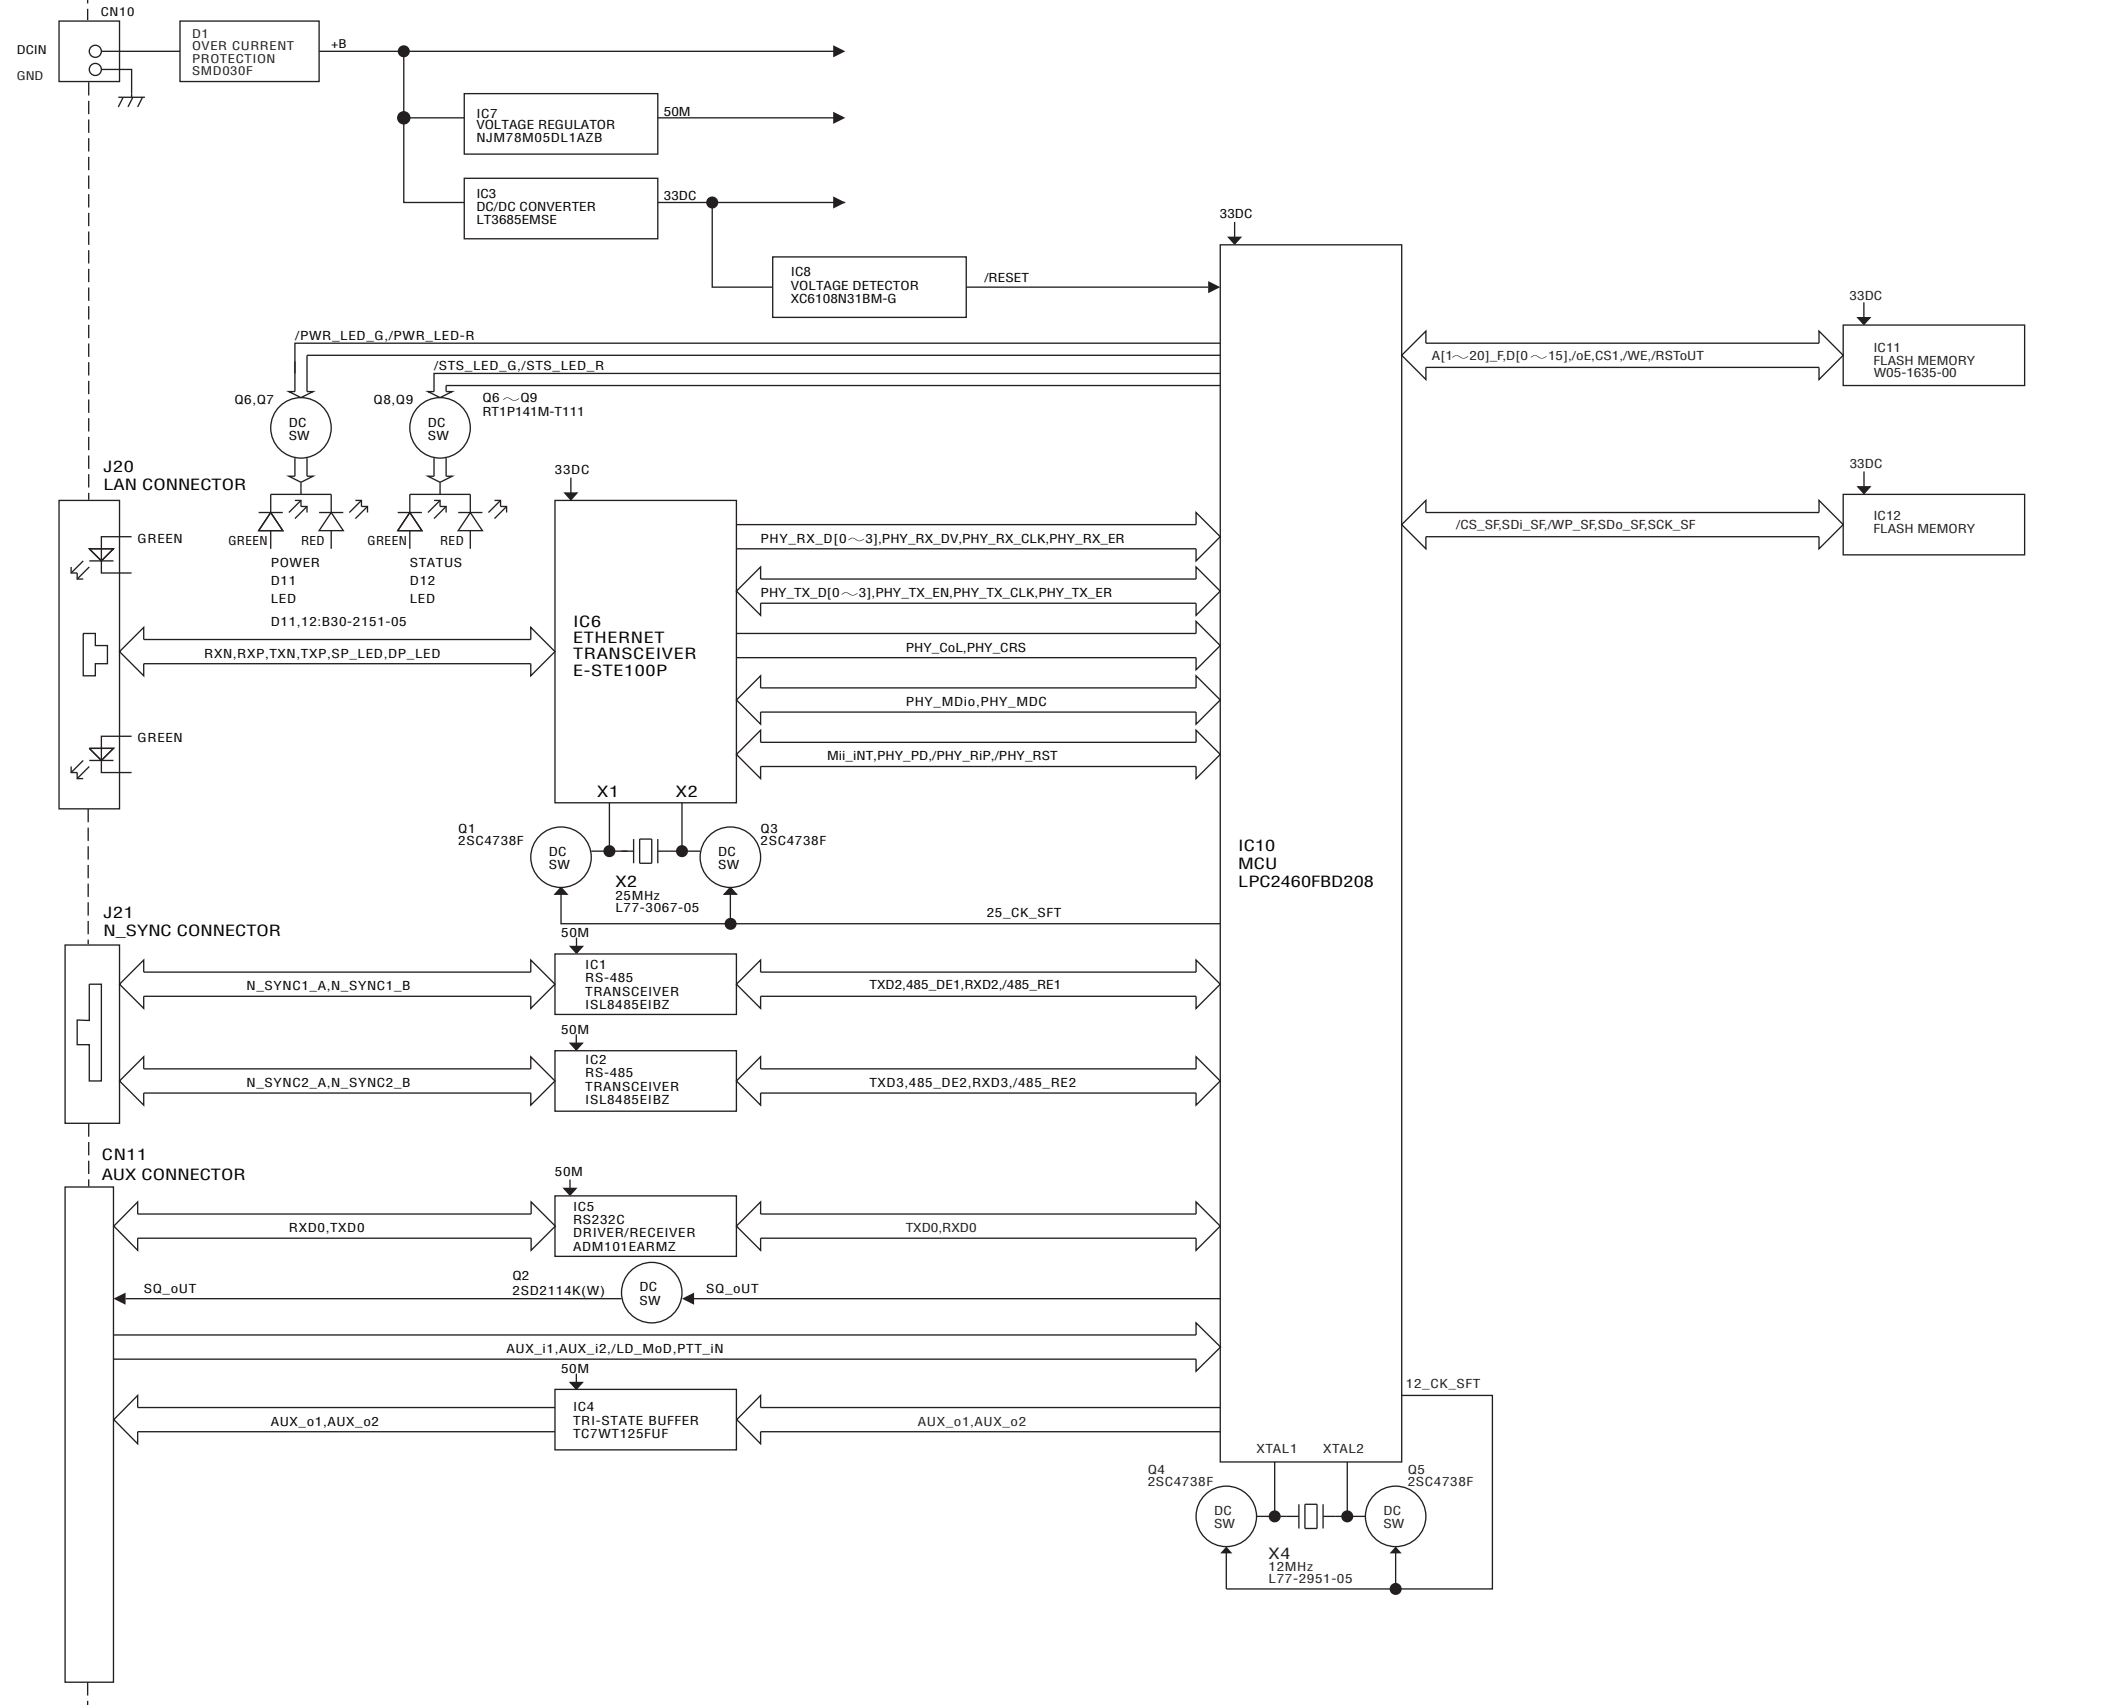 CN10
DCIN
GND
D1
OVER CURRENT
PROTECTION
SMD030F
+B
IC7
VOLTAGE REGULATOR
NJM78M05DL1AZB
50M
IC3
DC/DC CONVERTER
LT3685EMSE
33DC
IC8
VOLTAGE DETECTOR
XC6108N31BM-G
/RESET
33DC
/PWR_LED_G,/PWR_LED-R
/STS_LED_G,/STS_LED_R
Q6,Q7
DC
SW
Q8,Q9
DC
SW
Q6～Q9
RT1P141M-T111
GREEN
RED
POWER
D11
LED
GREEN
RED
STATUS
D12
LED
D11,12:B30-2151-05
33DC
A[1～20]_F,D[0～15],/oE,CS1,/WE,/RSToUT
IC11
FLASH MEMORY
W05-1635-00
33DC
/CS_SF,SDi_SF,/WP_SF,SDo_SF,SCK_SF
IC12
FLASH MEMORY
J20
LAN CONNECTOR
GREEN
GREEN
RXN,RXP,TXN,TXP,SP_LED,DP_LED
33DC
IC6
ETHERNET
TRANSCEIVER
E-STE100P
X1
X2
PHY_RX_D[0～3],PHY_RX_DV,PHY_RX_CLK,PHY_RX_ER
PHY_TX_D[0～3],PHY_TX_EN,PHY_TX_CLK,PHY_TX_ER
PHY_CoL,PHY_CRS
PHY_MDio,PHY_MDC
Mii_iNT,PHY_PD,/PHY_RiP,/PHY_RST
Q1
2SC4738F
DC
SW
DC
SW
Q3
2SC4738F
X2
25MHz
L77-3067-05
25_CK_SFT
IC10
MCU
LPC2460FBD208
J21
N_SYNC CONNECTOR
N_SYNC1_A,N_SYNC1_B
50M
IC1
RS-485
TRANSCEIVER
ISL8485EIBZ
TXD2,485_DE1,RXD2,/485_RE1
N_SYNC2_A,N_SYNC2_B
50M
IC2
RS-485
TRANSCEIVER
ISL8485EIBZ
TXD3,485_DE2,RXD3,/485_RE2
CN11
AUX CONNECTOR
RXD0,TXD0
50M
IC5
RS232C
DRIVER/RECEIVER
ADM101EARMZ
TXD0,RXD0
SQ_oUT
Q2
2SD2114K(W)
DC
SW
SQ_oUT
AUX_i1,AUX_i2,/LD_MoD,PTT_iN
AUX_o1,AUX_o2
50M
IC4
TRI-STATE BUFFER
TC7WT125FUF
AUX_o1,AUX_o2
12_CK_SFT
XTAL1
XTAL2
Q4
2SC4738F
DC
SW
DC
SW
Q5
2SC4738F
X4
12MHz
L77-2951-05